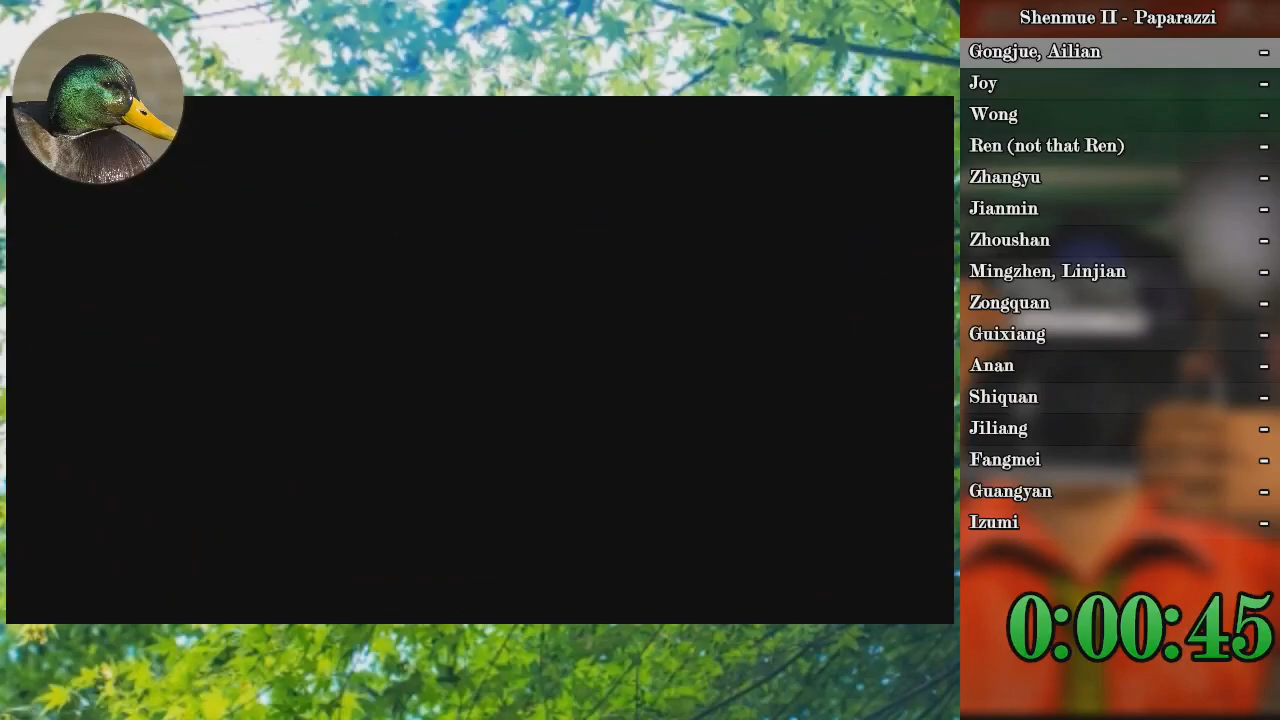 Shenmue II - Paparazzi
Gongjue, Ailian -
Joy -
Wong -
Ren (not that Ren) -
Zhangyu -
Jianmin -
Zhoushan -
Mingzhen, Linjian -
Zongquan -
Guixiang -
Anan -
Shiquan -
Jiliang -
Fangmei -
Guangyan -
Izumi -
0:00:45